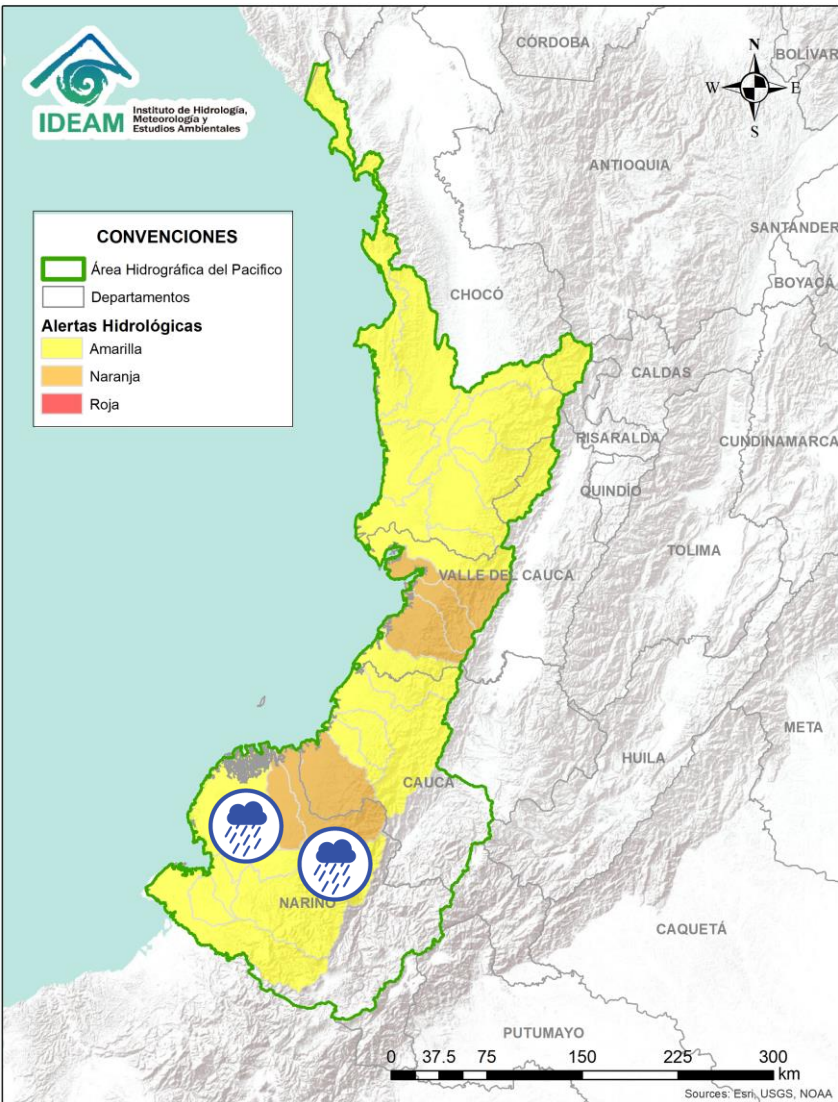 IDEAM
Instituto de Hidrología,
Meteorología y
Estudios Ambientales
CÓRDOBA
BOLÍVAR
N
W
E
S
ANTIOQUIA
SANTANDER
BOYACÁ
CONVENCIONES
Área Hidrográfica del Pacifico
Departamentos
Alertas Hidrológicas
Amarilla
Naranja
Roja
CHOCÓ
CALDAS
RISARALDA
CUNDINAMARCA
QUINDÍO
TOLIMA
VALLE DEL CAUCA
META
HUILA
CAUCA
NARIÑO
CAQUETÁ
PUTUMAYO
0 37.5 75 150 225 300
km
Sources: Esri, USGS, NOAA